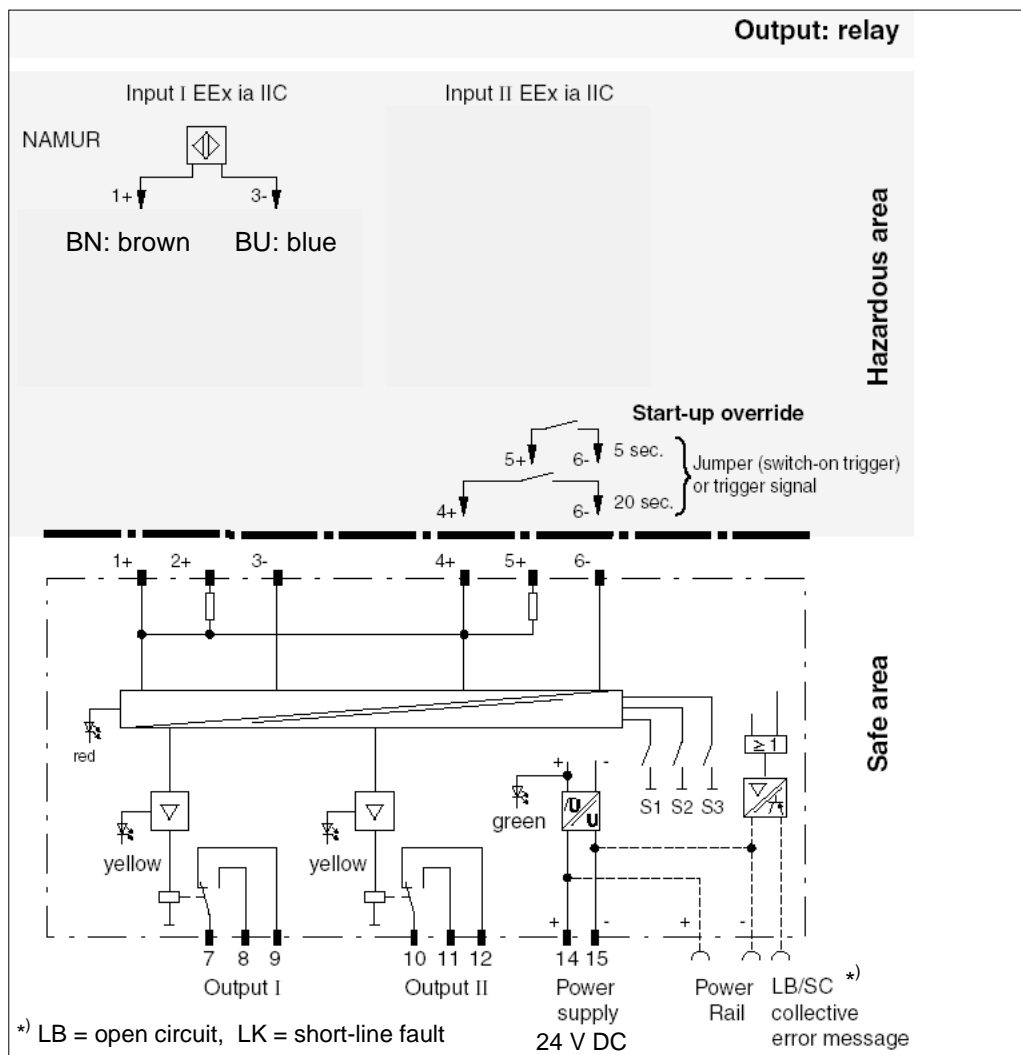 Output: relay
Input I EEx ia IIC
Input II EEx ia IIC
NAMUR
1+
3-
BN: brown
BU: blue
Hazardous area
Start-up override
5+
6-
5 sec.
4+
6-
20 sec.
Jumper (switch-on trigger)
or trigger signal
1+
2+
3-
4+
5+
6-
Safe area
red
≥1
+
-
S1
S2
S3
green
U
U
yellow
yellow
+
-
+
-
7
8
9
10
11
12
14
15
Output I
Output II
Power
supply
24 V DC
Power
Rail
LB/SC *)
collective
error message
*) LB = open circuit, LK = short-line fault